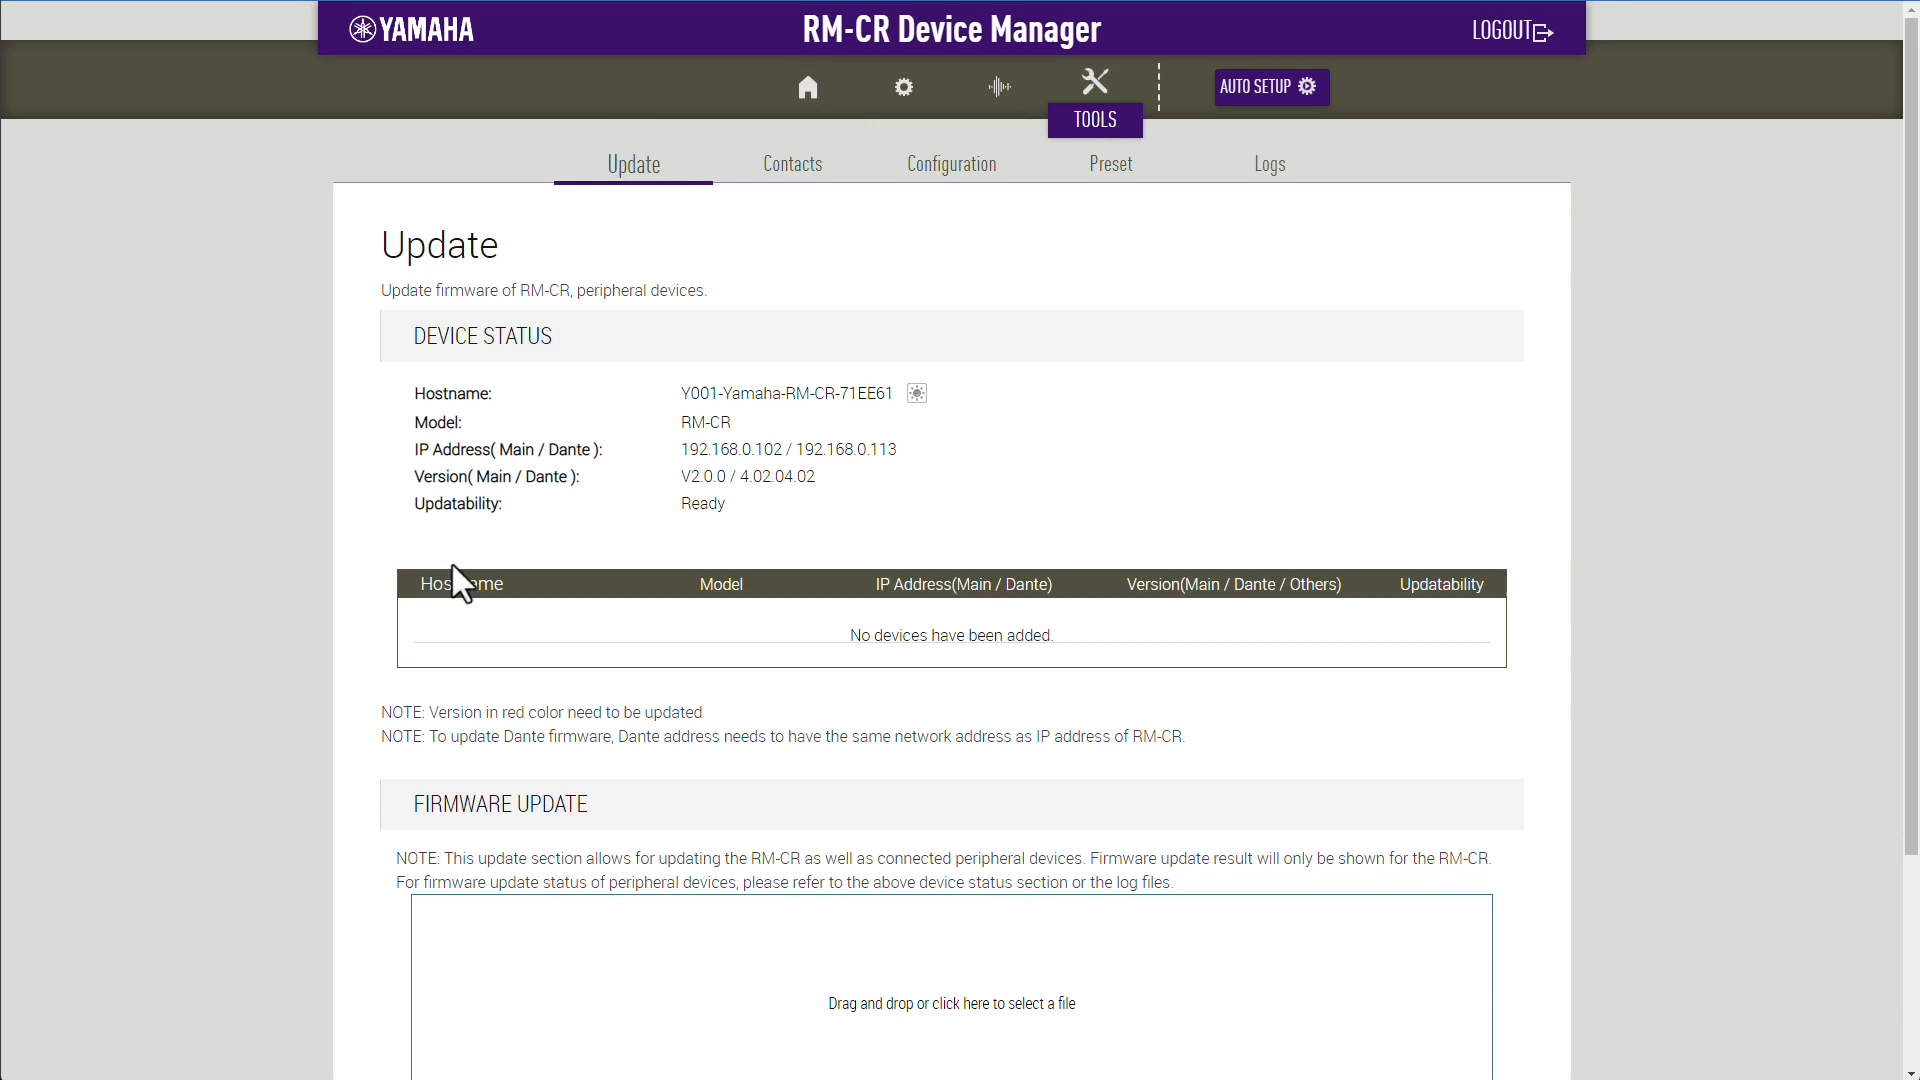 YAMAHA
RM-CR Device Manager
LOGOUT
AUTO SETUP
TOOLS
Update
Contacts
Configuration
Preset
Logs
Update
Update firmware of RM-CR, peripheral devices.
DEVICE STATUS
Hostname: Y001-Yamaha-RM-CR-71EE61
Model: RM-CR
IP Address( Main / Dante ): 192.168.0.102 / 192.168.0.113
Version( Main / Dante ): V2.0.0 / 4.02.04.02
Updatability: Ready
Hostname Model IP Address(Main / Dante) Version(Main / Dante / Others) Updatability
No devices have been added.
NOTE: Version in red color need to be updated
NOTE: To update Dante firmware, Dante address needs to have the same network address as IP address of RM-CR.
FIRMWARE UPDATE
NOTE: This update section allows for updating the RM-CR as well as connected peripheral devices. Firmware update result will only be shown for the RM-CR.
For firmware update status of peripheral devices, please refer to the above device status section or the log files.
Drag and drop or click here to select a file